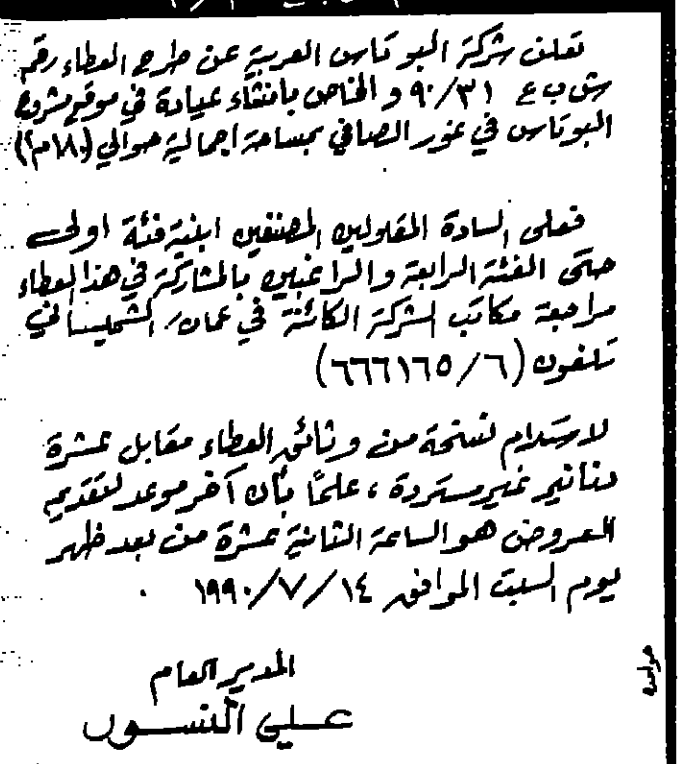 تعلن شركة البوتاس العربية عن طرح العطاء رقم
ش ب ع ٩٠/٣١ والخاص بانشاء عيادة في موقع مشروع
البوتاس في غور الصافي بمساحة اجمالية حوالي (١٨٠م٢)
فعلى السادة المقاولين المصنفين ابنية فئة اولى
حتى الفئة الرابعة والراغبين بالمشاركة في هذا العطاء
مراجعة مكاتب الشركة الكائنة في عمان/ الشميساني
تلفون (٦٦٦١٦٥/٦)
لاستلام نسخة من وثائق العطاء مقابل عشرة
دنانير غير مستردة ، علمًا بأن آخر موعد لتقديم
العروض هو الساعة الثانية عشرة من بعد ظهر
يوم السبت الموافق ١٩٩٠/٧/١٤ .
المدير العام
علي النسور